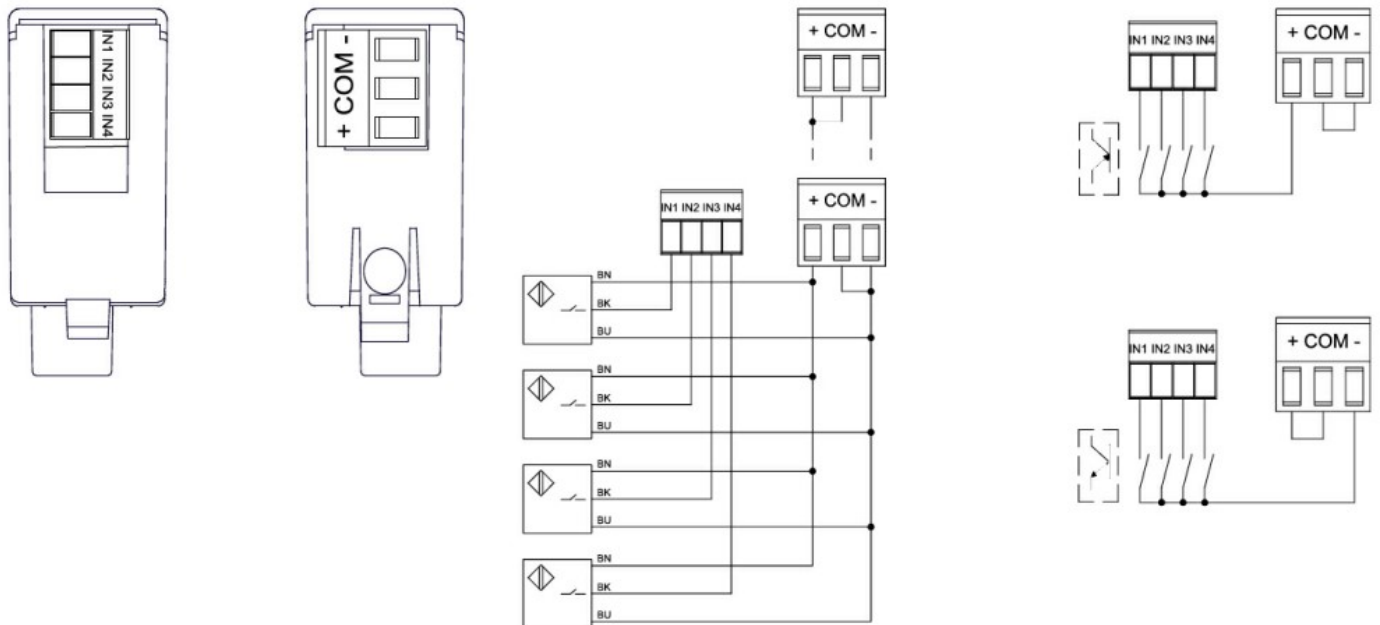 IN1 IN2 IN3 IN4
+ COM -
+ COM -
IN1 IN2 IN3 IN4
+ COM -
BN
BK
BU
BN
BK
BU
BN
BK
BU
BN
BK
BU
IN1 IN2 IN3 IN4
+ COM -
IN1 IN2 IN3 IN4
+ COM -